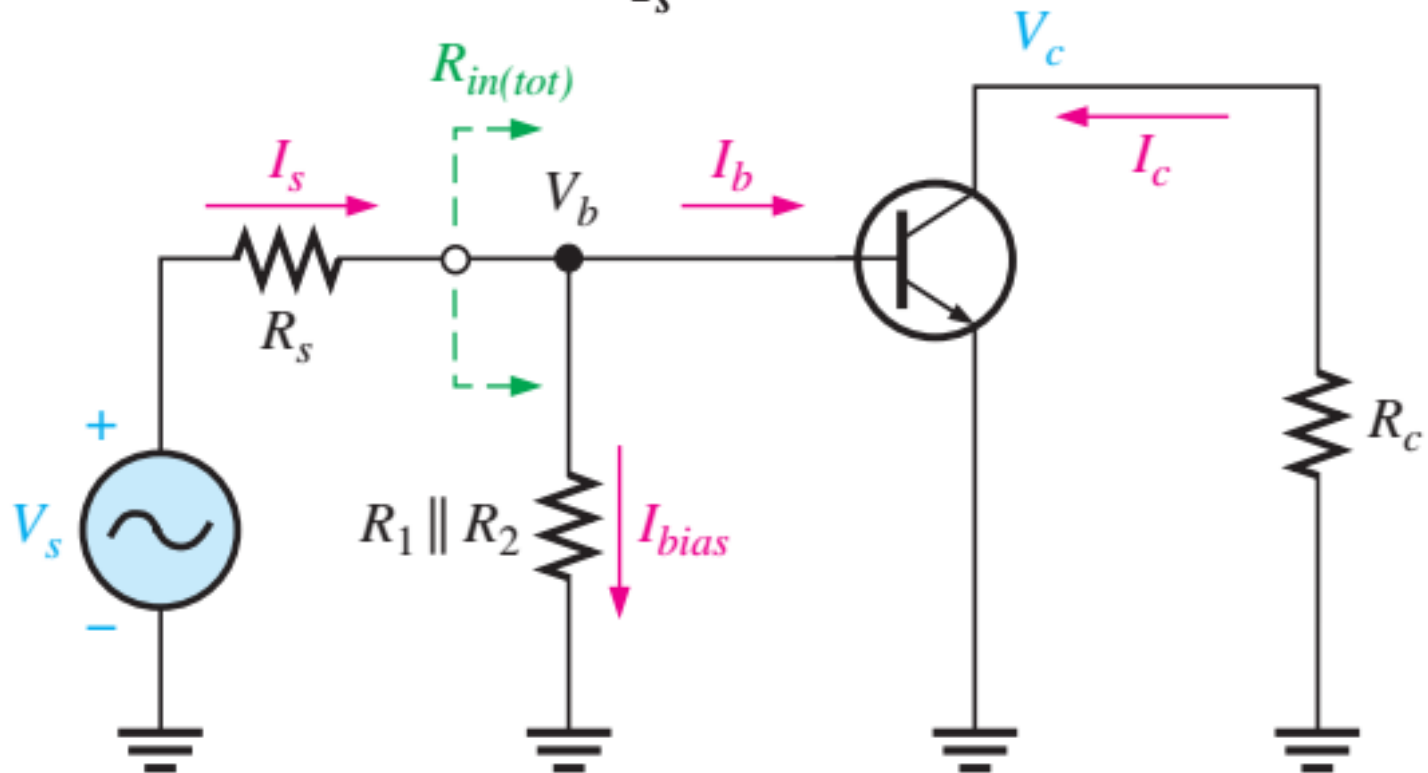 s
V_c
R_in(tot)
I_s
V_b
I_b
I_c
R_s
+
R_c
V_s
R_1 || R_2
I_bias
−